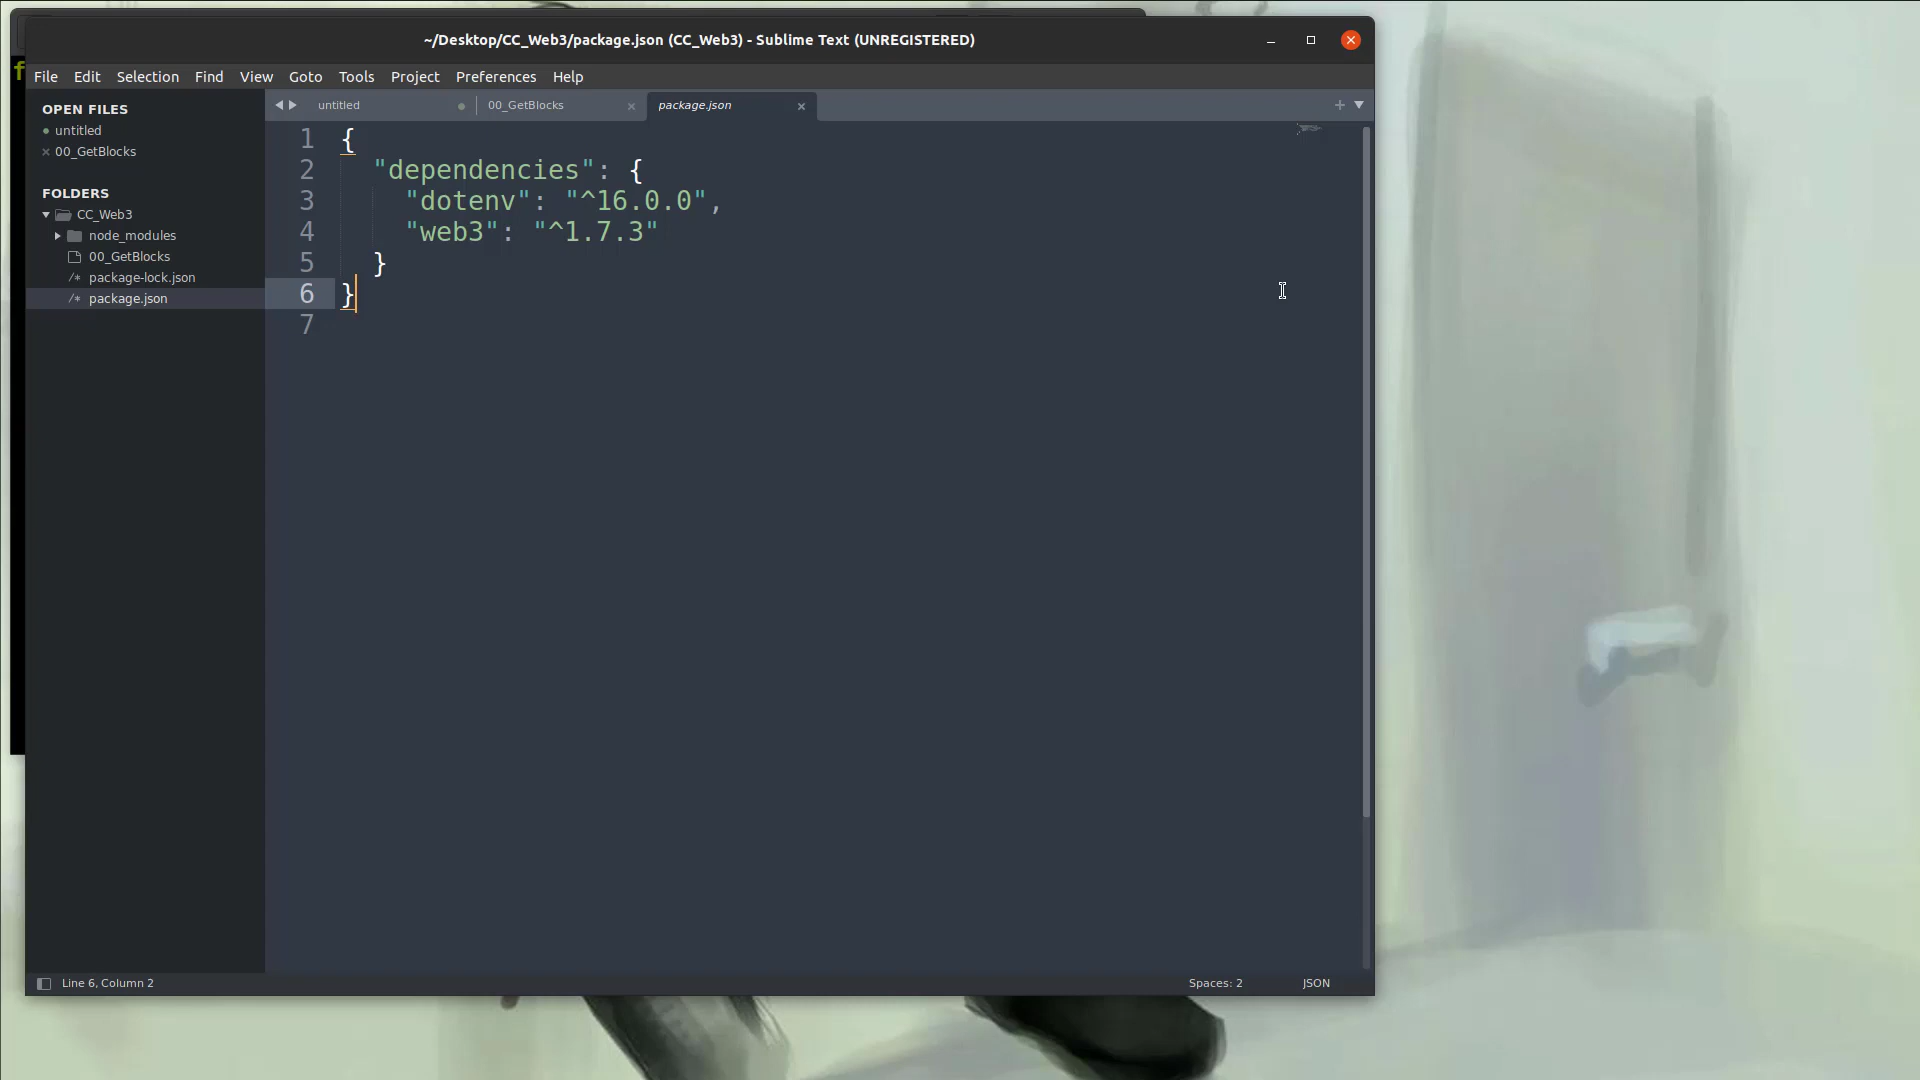 ~/Desktop/CC_Web3/package.json (CC_Web3) - Sublime Text (UNREGISTERED)
f
File Edit Selection Find View Goto Tools Project Preferences Help
OPEN FILES
untitled
00_GetBlocks
FOLDERS
CC_Web3
node_modules
00_GetBlocks
/* package-lock.json
/* package.json
untitled
00_GetBlocks
package.json
1 {
2 "dependencies": {
3 "dotenv": "^16.0.0",
4 "web3": "^1.7.3"
5 }
6 }
7
Line 6, Column 2
Spaces: 2
JSON